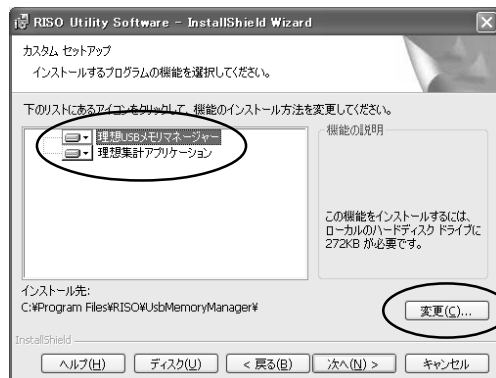 RISO Utility Software - InstallShield Wizard
カスタム セットアップ
インストールするプログラムの機能を選択してください。
下のリストにあるアイコンをクリックして、機能のインストール方法を変更してください。
理想USBメモリマネージャー
理想集計アプリケーション
機能の説明
この機能をインストールするには、
ローカルのハードディスク ドライブに
272KB が必要です。
インストール先:
C:¥Program Files¥RISO¥UsbMemoryManager¥
変更(C)...
InstallShield
ヘルプ(H)
ディスク(U)
< 戻る(B)
次へ(N) >
キャンセル